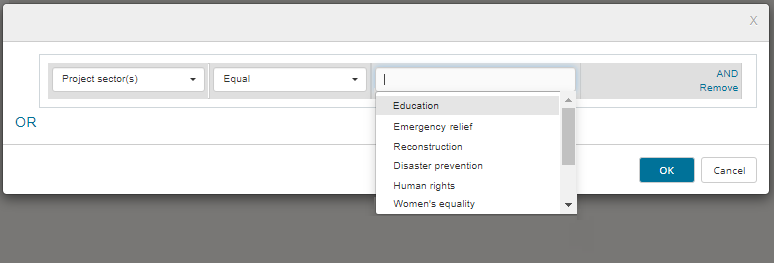 X
Project sector(s)
Equal
AND
Remove
Education
Emergency relief
Reconstruction
Disaster prevention
Human rights
Women's equality
OR
OK
Cancel